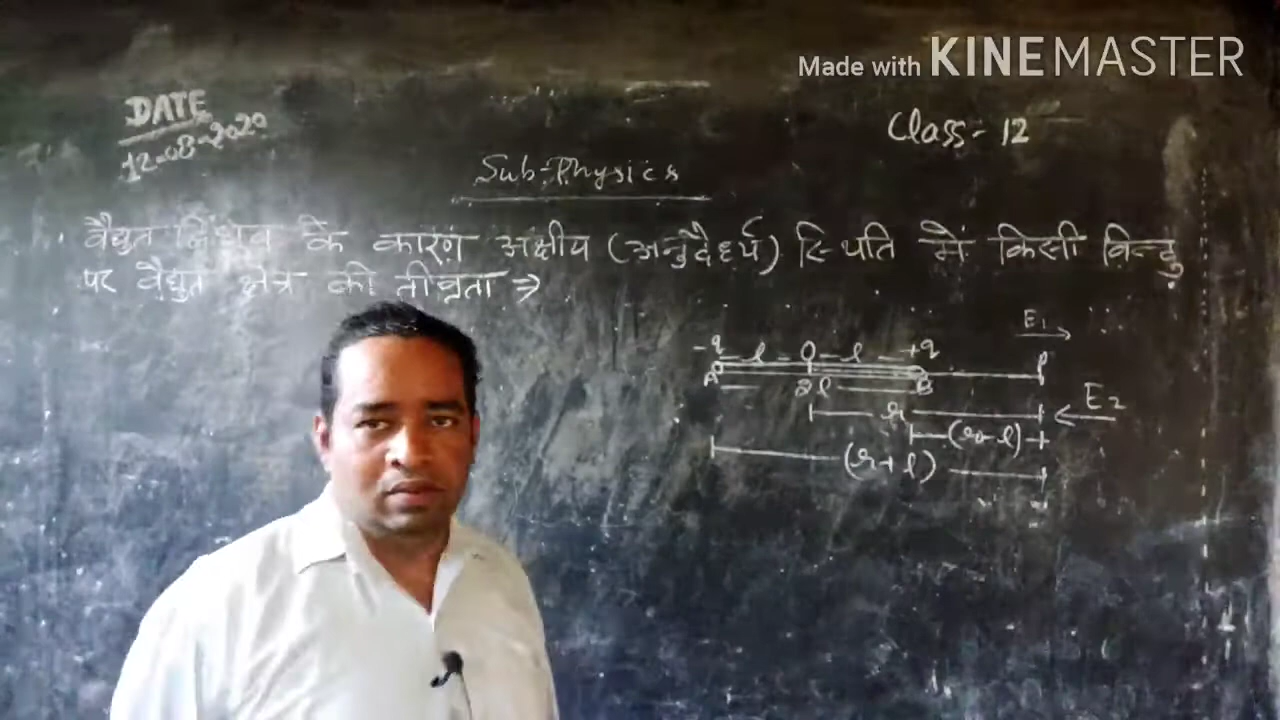 Made with KINEMASTER
DATE
12-08-2020
Class- 12
Sub-Physics
वैद्युत द्विध्रुव के कारण अक्षीय (अनुदैर्ध्य) स्थिति में किसी बिन्दु
पर वैद्युत क्षेत्र की तीव्रता ⇒
E₁
-q l O l +q
A 2l B P
r E₂
(r-l)
(r+l)